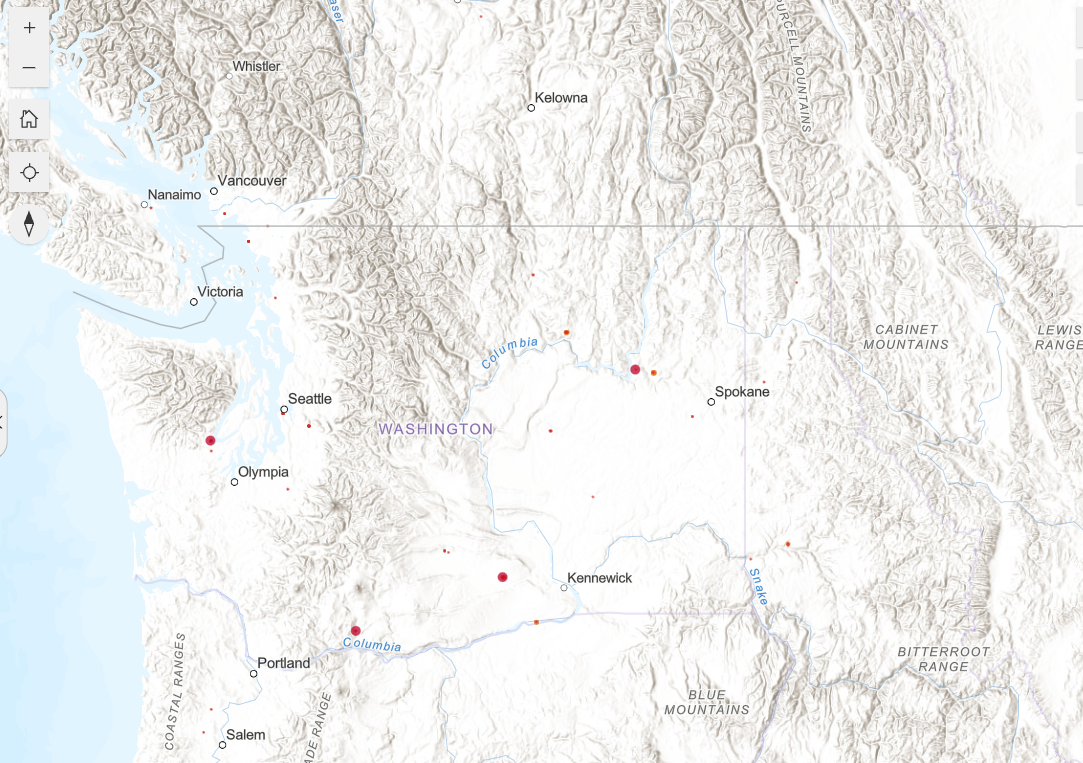 +
Whistler
–
Kelowna
PURCELL MOUNTAINS
Vancouver
Nanaimo
Victoria
Columbia
CABINET
MOUNTAINS
LEWIS
RANGE
Spokane
Seattle
WASHINGTON
Olympia
Kennewick
Snake
Columbia
Portland
COASTAL RANGES
BITTERROOT
RANGE
BLUE
MOUNTAINS
ADE RANGE
Salem